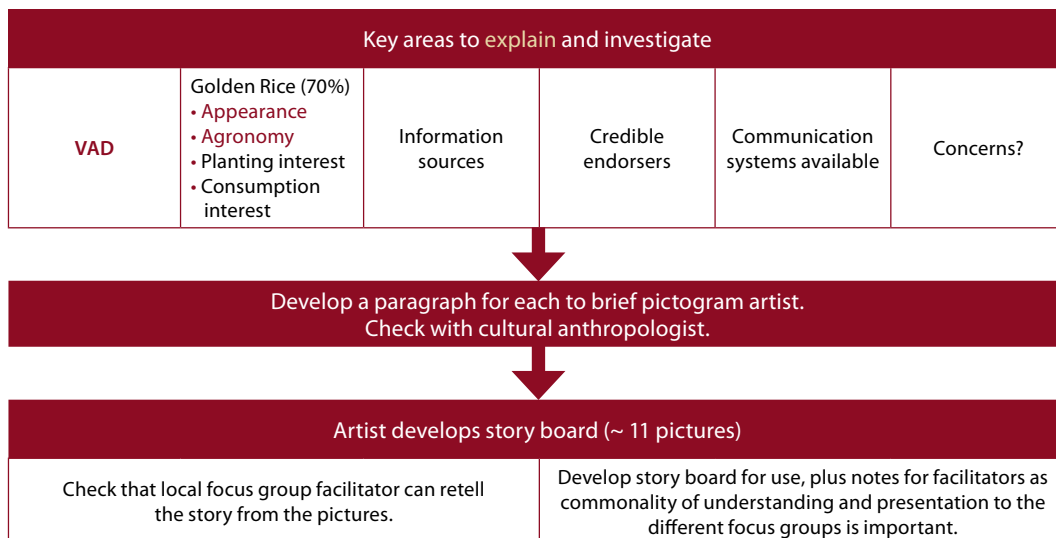 Key areas to explain and investigate
VAD
Golden Rice (70%)
• Appearance
• Agronomy
• Planting interest
• Consumption
interest
Information
sources
Credible
endorsers
Communication
systems available
Concerns?
Develop a paragraph for each to brief pictogram artist.
Check with cultural anthropologist.
Artist develops story board (~ 11 pictures)
Check that local focus group facilitator can retell
the story from the pictures.
Develop story board for use, plus notes for facilitators as
commonality of understanding and presentation to the
different focus groups is important.